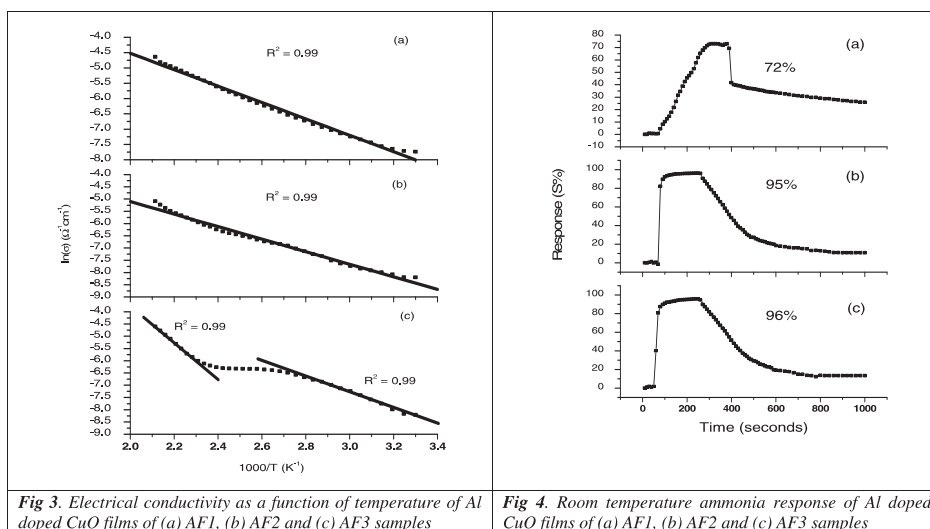 (a)
R² = 0.99
-4.0
-4.5
-5.0
-5.5
-6.0
-6.5
-7.0
-7.5
-8.0
(b)
R² = 0.99
-4.0
-4.5
-5.0
-5.5
-6.0
-6.5
-7.0
-7.5
-8.0
-8.5
-9.0
ln(σ) (Ω⁻¹cm⁻¹)
(c)
R² = 0.99
R² = 0.99
-4.0
-4.5
-5.0
-5.5
-6.0
-6.5
-7.0
-7.5
-8.0
-8.5
-9.0
2.0 2.2 2.4 2.6 2.8 3.0 3.2 3.4
1000/T (K⁻¹)
Fig 3. Electrical conductivity as a function of temperature of Al
doped CuO films of (a) AF1, (b) AF2 and (c) AF3 samples
80
70
60
50
40
30
20
10
0
-10
(a)
72%
100
80
60
40
20
0
(b)
95%
Response (S%)
100
80
60
40
20
0
(c)
96%
0 200 400 600 800 1000
Time (seconds)
Fig 4. Room temperature ammonia response of Al doped
CuO films of (a) AF1, (b) AF2 and (c) AF3 samples